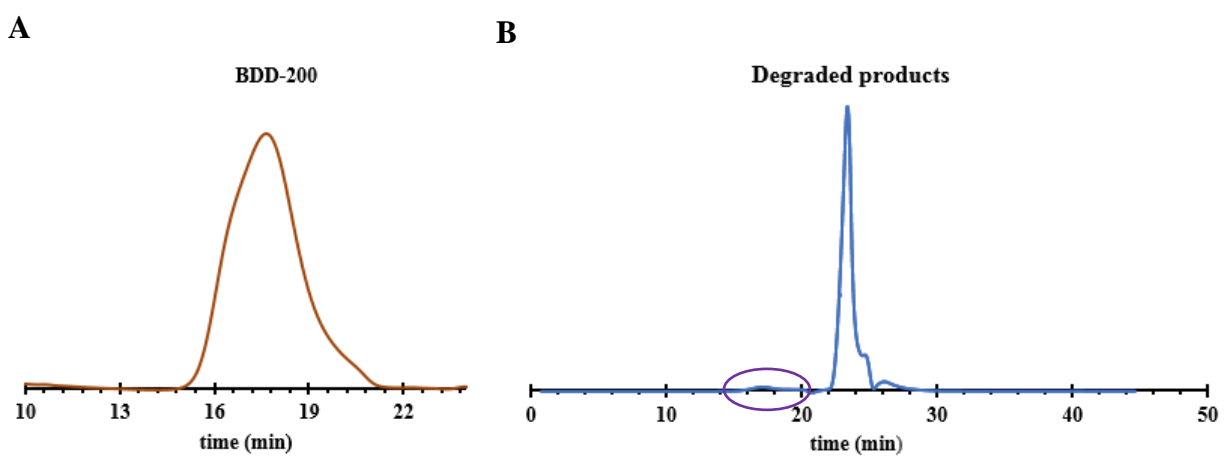 A
B
BDD-200
Degraded products
10 13 16 19 22
0 10 20 30 40 50
time (min)
time (min)